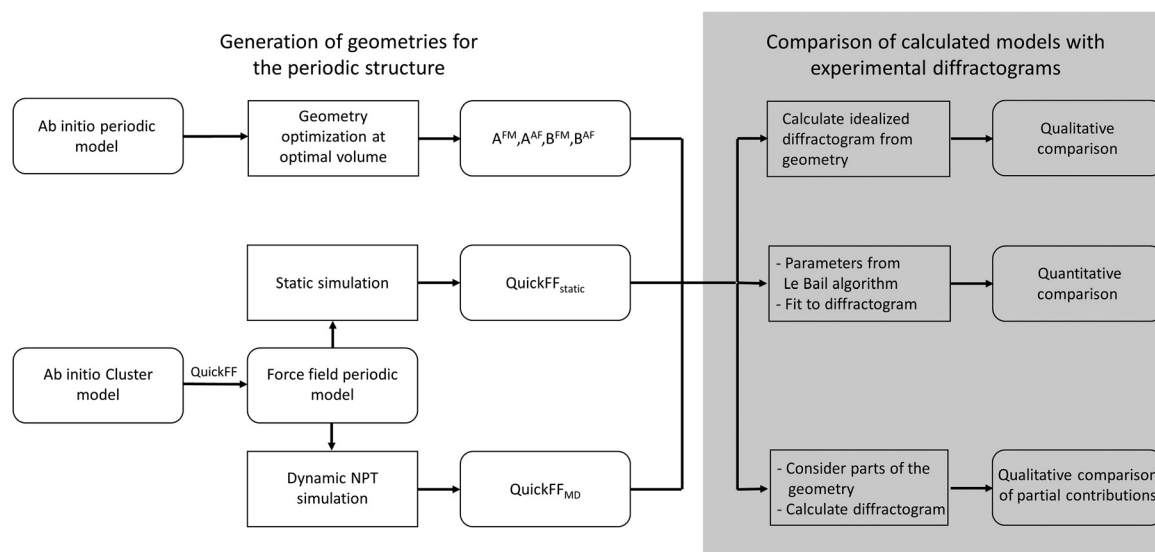 Generation of geometries for
the periodic structure
Comparison of calculated models with
experimental diffractograms
Ab initio periodic
model
Geometry
optimization at
optimal volume
A^FM,A^AF,B^FM,B^AF
Calculate idealized
diffractogram from
geometry
Qualitative
comparison
Static simulation
QuickFF_static
- Parameters from
Le Bail algorithm
- Fit to diffractogram
Quantitative
comparison
Ab initio Cluster
model
QuickFF
Force field periodic
model
Dynamic NPT
simulation
QuickFF_MD
- Consider parts of the
geometry
- Calculate diffractogram
Qualitative comparison
of partial contributions